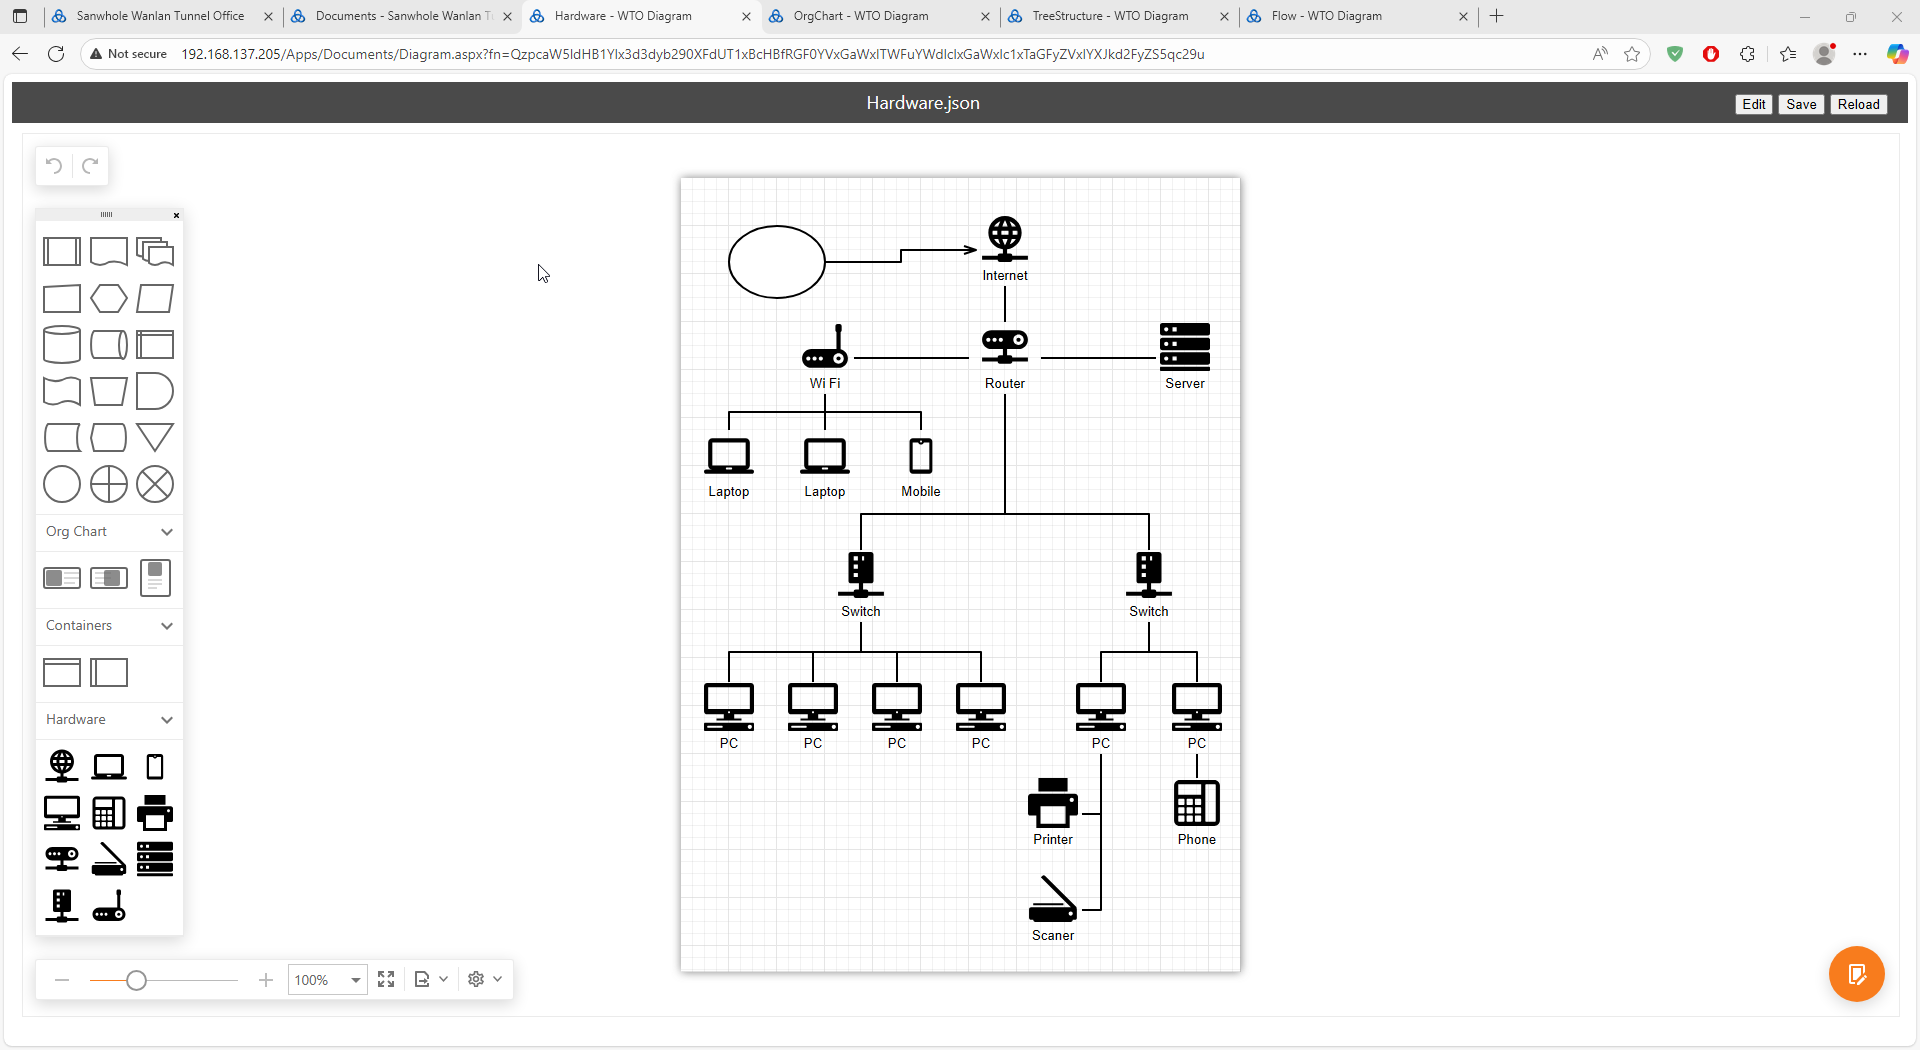 Sanwhole Wanlan Tunnel Office
Documents - Sanwhole Wanlan T
Hardware - WTO Diagram
OrgChart - WTO Diagram
TreeStructure - WTO Diagram
Flow - WTO Diagram
Not secure
192.168.137.205/Apps/Documents/Diagram.aspx?fn=QzpcaW5ldHB1Ylx3d3dyb290XFdUT1xBcHBfRGF0YVxGaWxlTWFuYWdlclxGaWxlc1xTaGFyZVxIYXJkd2FyZS5qc29u
Hardware.json
Edit
Save
Reload
Internet
Wi Fi
Router
Server
Laptop
Laptop
Mobile
Org Chart
Switch
Switch
Containers
Hardware
PC
PC
PC
PC
PC
PC
Printer
Phone
Scaner
100%